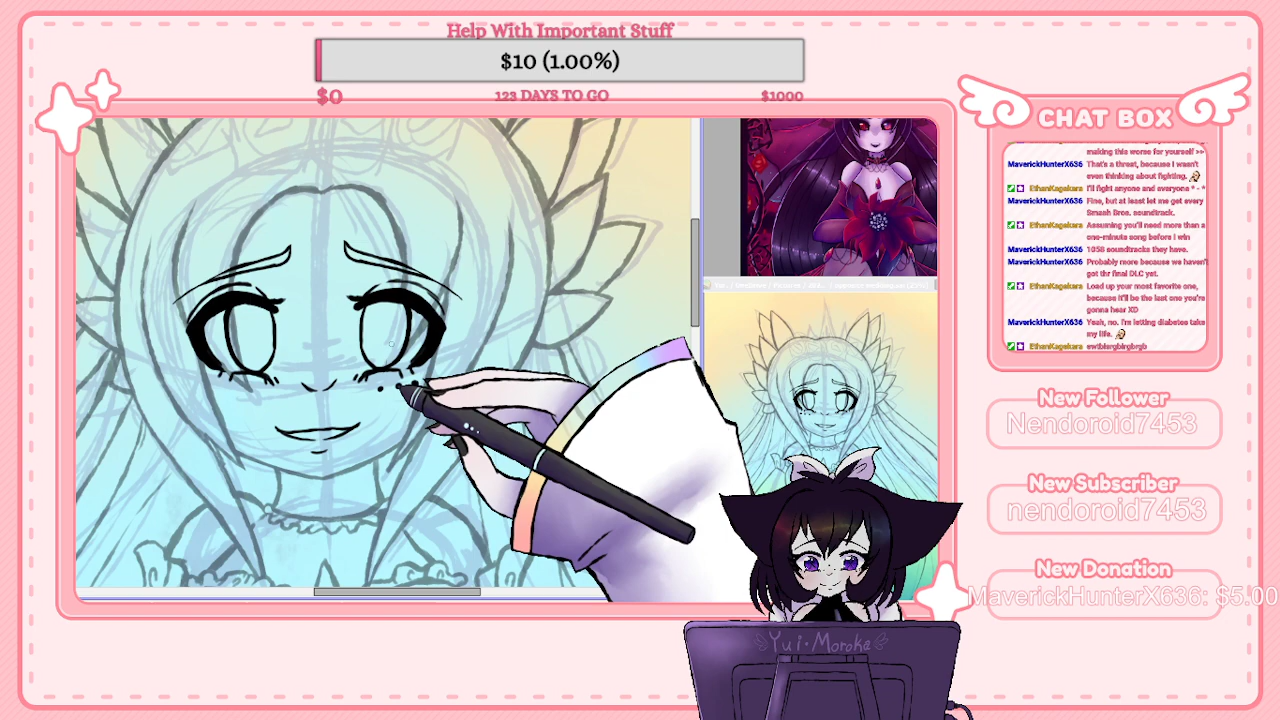 Help With Important Stuff
$10 (1.00%)
$0
123 DAYS TO GO
$1000
CHAT BOX
making this worse for yourself >>
MaverickHunterX636 That's a threat, because I wasn't
even thinking about fighting.
EthanKagekara I'll fight anyone and everyone * - *
MaverickHunterX636 Fine, but at least let me get every
Smash Bros. soundtrack.
EthanKagekara Assuming you'll need more than a
one-minute song before I win
MaverickHunterX636 1058 soundtracks they have.
MaverickHunterX636 Probably more because we haven't
got thr final DLC yet.
EthanKagekara Load up your most favorite one,
because it'll be the last one you're
gonna hear XD
MaverickHunterX636 Yeah, no. I'm letting diabetes take
my life.
EthanKagekara
New Follower
Nendoroid7453
New Subscriber
nendoroid7453
New Donation
MaverickHunterX636: $5.00
Yui·Moroke